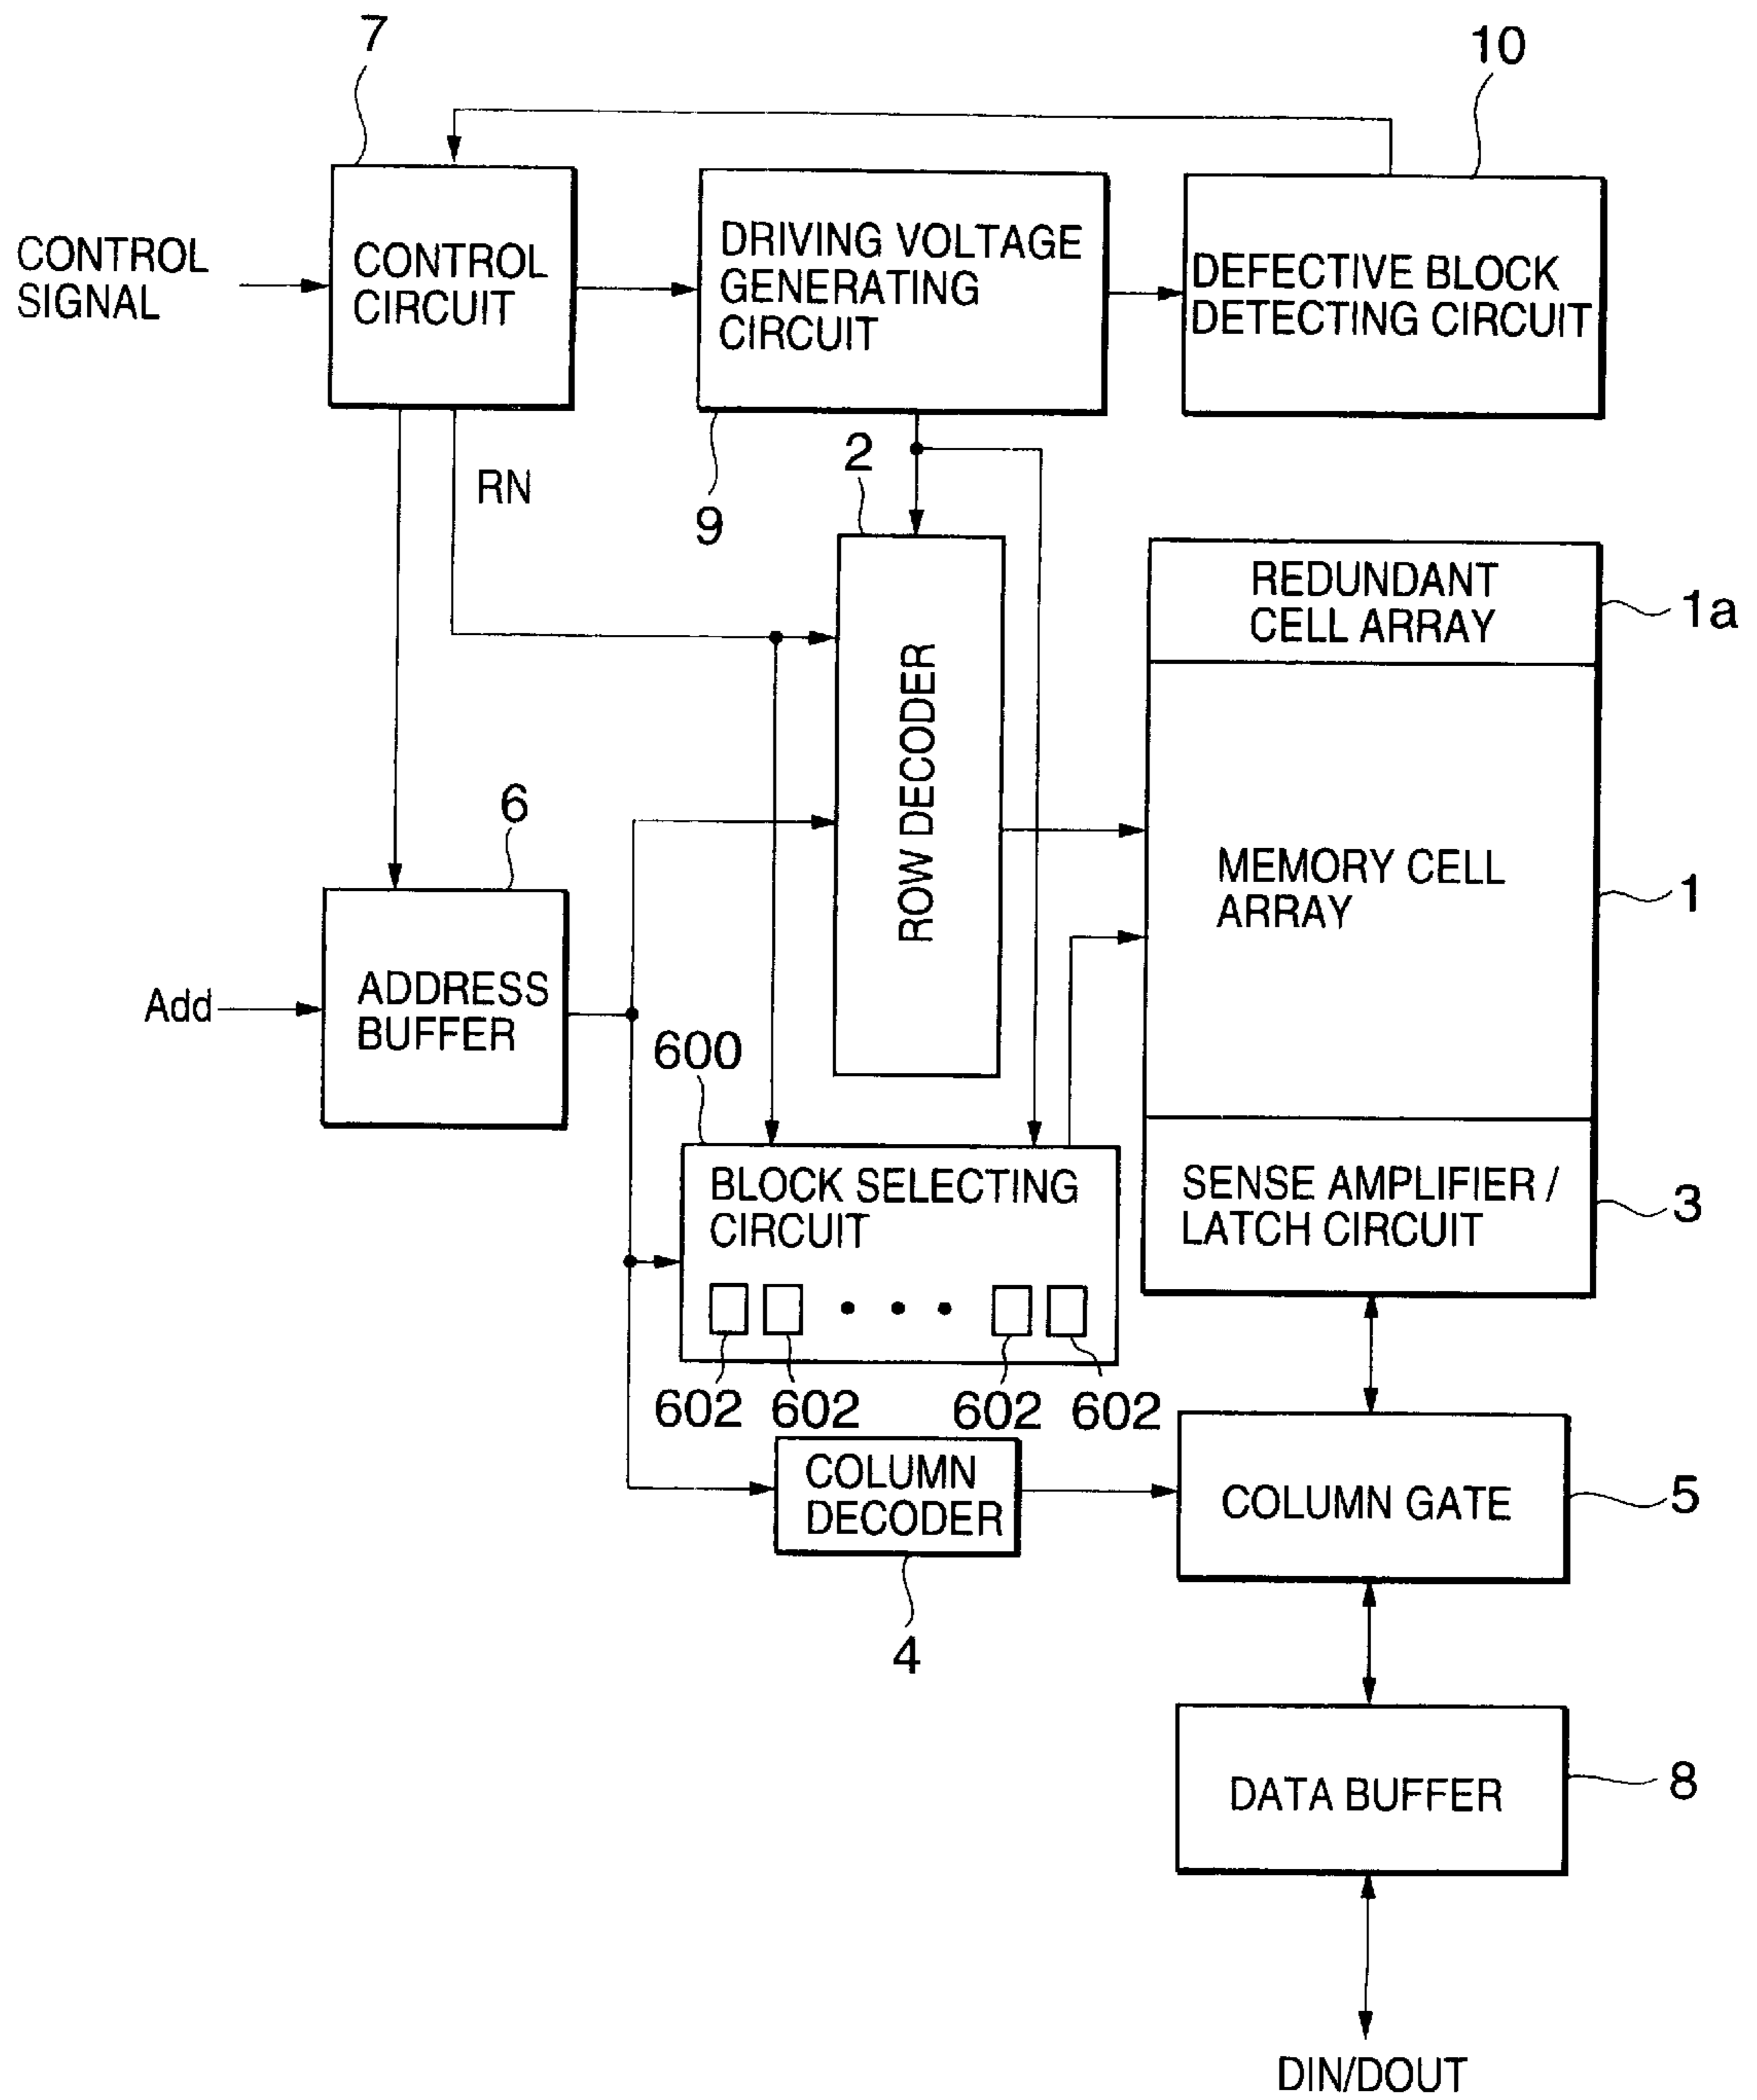 7
10
CONTROL
SIGNAL
CONTROL
CIRCUIT
DRIVING VOLTAGE
GENERATING
CIRCUIT
DEFECTIVE BLOCK
DETECTING CIRCUIT
RN
9
2
REDUNDANT
CELL ARRAY
1a
ROW DECODER
MEMORY CELL
ARRAY
1
6
Add
ADDRESS
BUFFER
600
BLOCK SELECTING
CIRCUIT
SENSE AMPLIFIER /
LATCH CIRCUIT
3
602
602
602
602
COLUMN
DECODER
4
COLUMN GATE
5
DATA BUFFER
8
DIN/DOUT